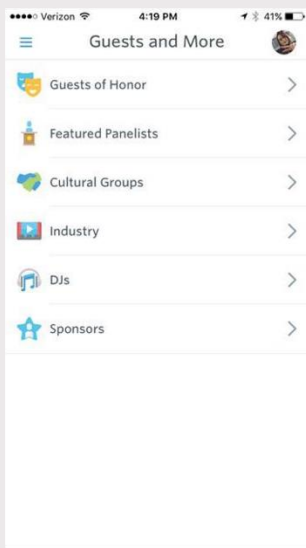 Verizon 4:19 PM 41%
Guests and More
Guests of Honor
Featured Panelists
Cultural Groups
Industry
DJs
Sponsors